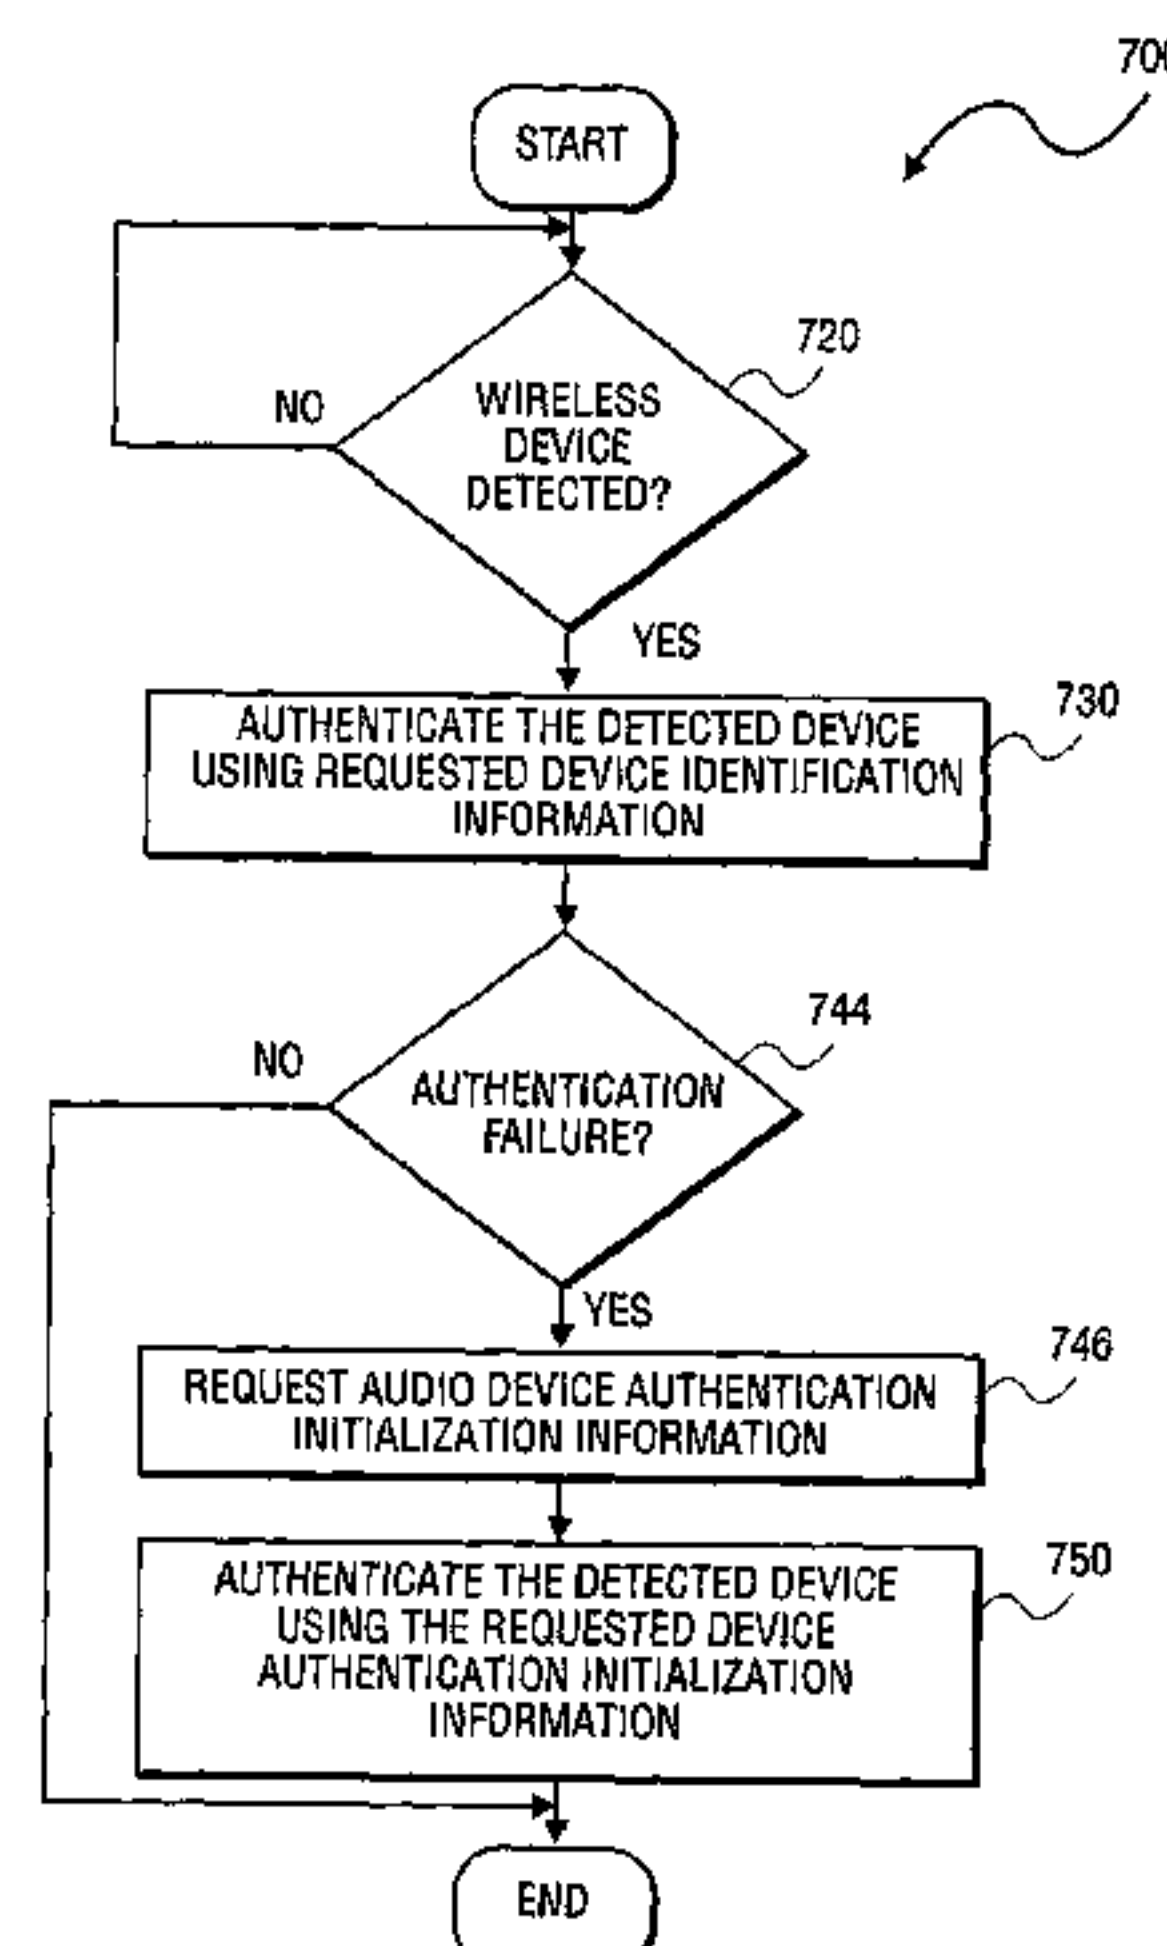 700
START
720
NO
WIRELESS
DEVICE
DETECTED?
YES
730
AUTHENTICATE THE DETECTED DEVICE
USING REQUESTED DEVICE IDENTIFICATION
INFORMATION
744
NO
AUTHENTICATION
FAILURE?
YES
746
REQUEST AUDIO DEVICE AUTHENTICATION
INITIALIZATION INFORMATION
750
AUTHENTICATE THE DETECTED DEVICE
USING THE REQUESTED DEVICE
AUTHENTICATION INITIALIZATION
INFORMATION
END